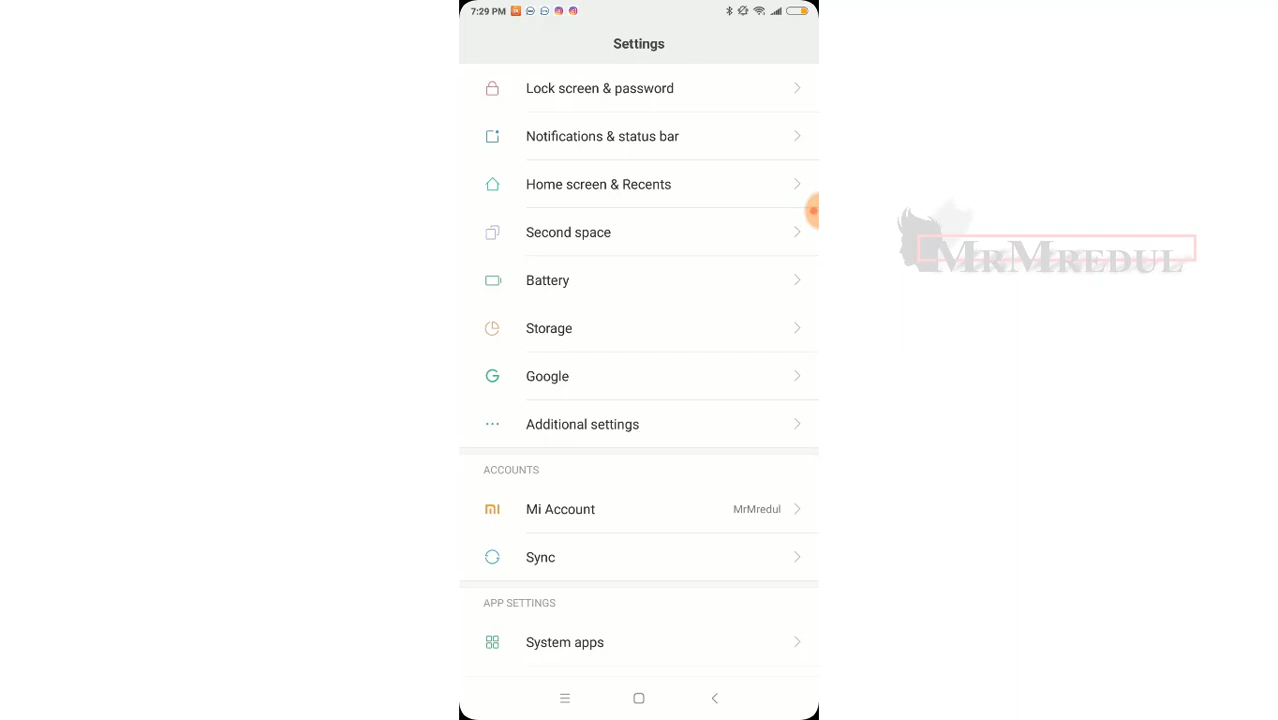 7:29 PM
Settings
Lock screen & password
Notifications & status bar
Home screen & Recents
Second space
Battery
Storage
Google
Additional settings
ACCOUNTS
Mi Account MrMredul
Sync
APP SETTINGS
System apps
MRMREDUL